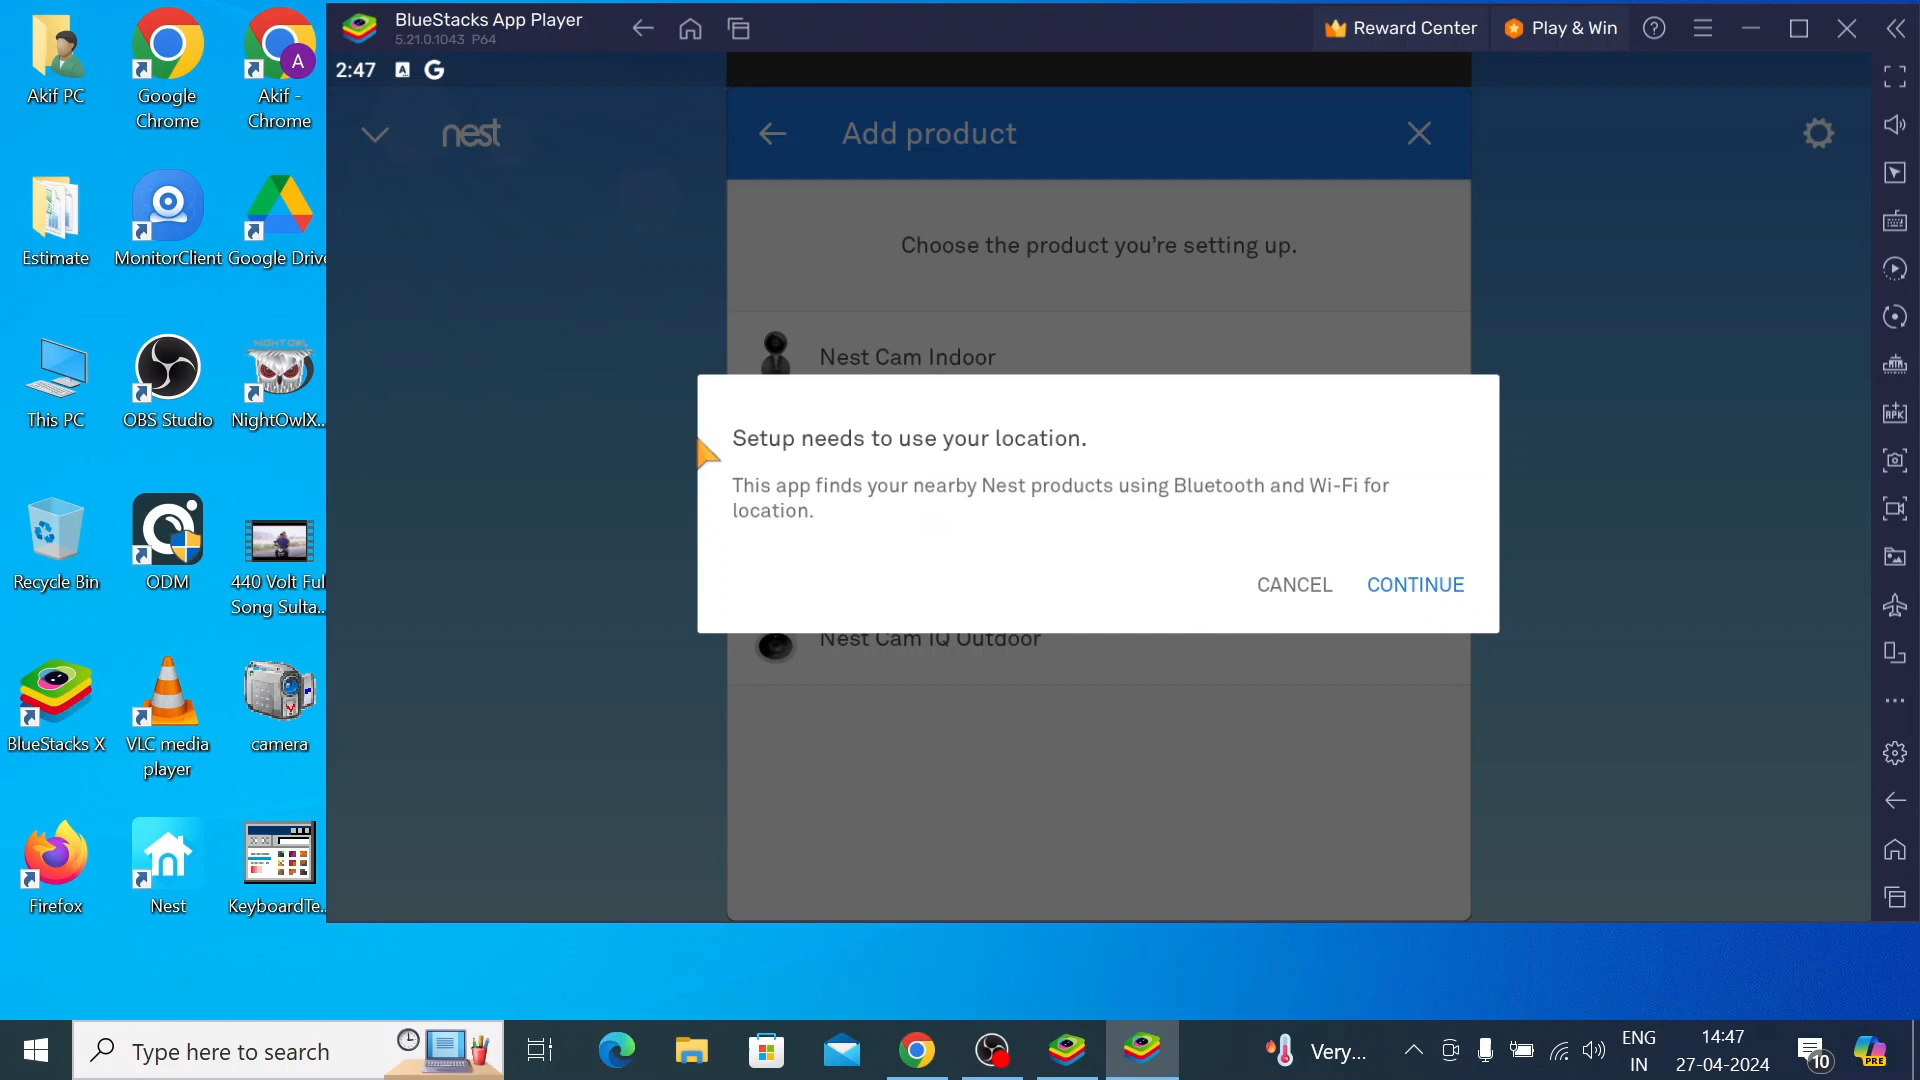 BlueStacks App Player
5.21.0.1043 P64
Reward Center
Play & Win
2:47
A
G
nest
Add product
Choose the product you're setting up.
Nest Cam Indoor
Setup needs to use your location.
This app finds your nearby Nest products using Bluetooth and Wi-Fi for
location.
CANCEL
CONTINUE
Nest Cam IQ Outdoor
Akif PC
Google
Chrome
A
Akif -
Chrome
Estimate
MonitorClient
Google Drive
This PC
OBS Studio
NIGHT OWL
NightOwlX...
Recycle Bin
ODM
440 Volt Ful
Song Sulta...
BlueStacks X
VLC media
player
camera
Firefox
Nest
KeyboardTe...
APK
Type here to search
Very...
ENG
IN
14:47
27-04-2024
10
PRE